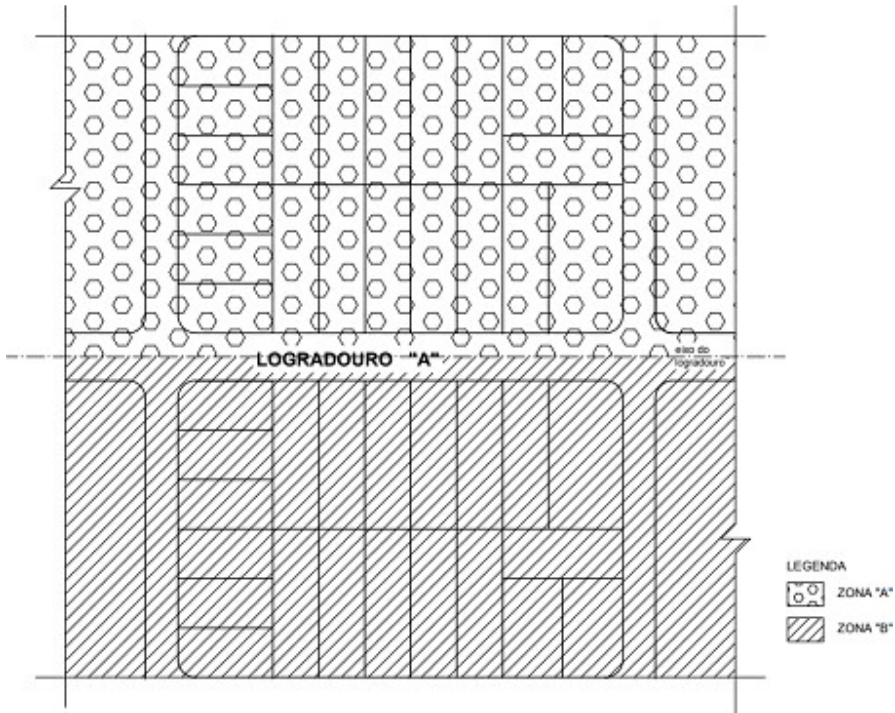 LOGRADOURO "A"
eixo do
logradouro
LEGENDA
ZONA "A"
ZONA "B"